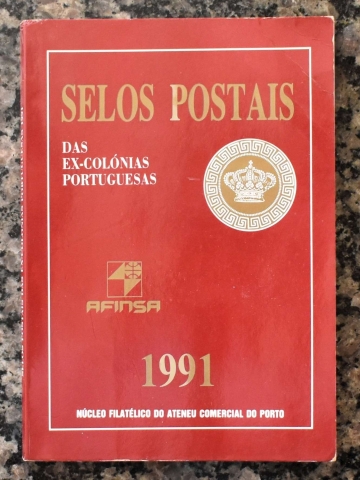 SELOS POSTAIS
DAS
EX-COLÓNIAS
PORTUGUESAS
AFINSA
1991
NÚCLEO FILATÉLICO DO ATENEU COMERCIAL DO PORTO